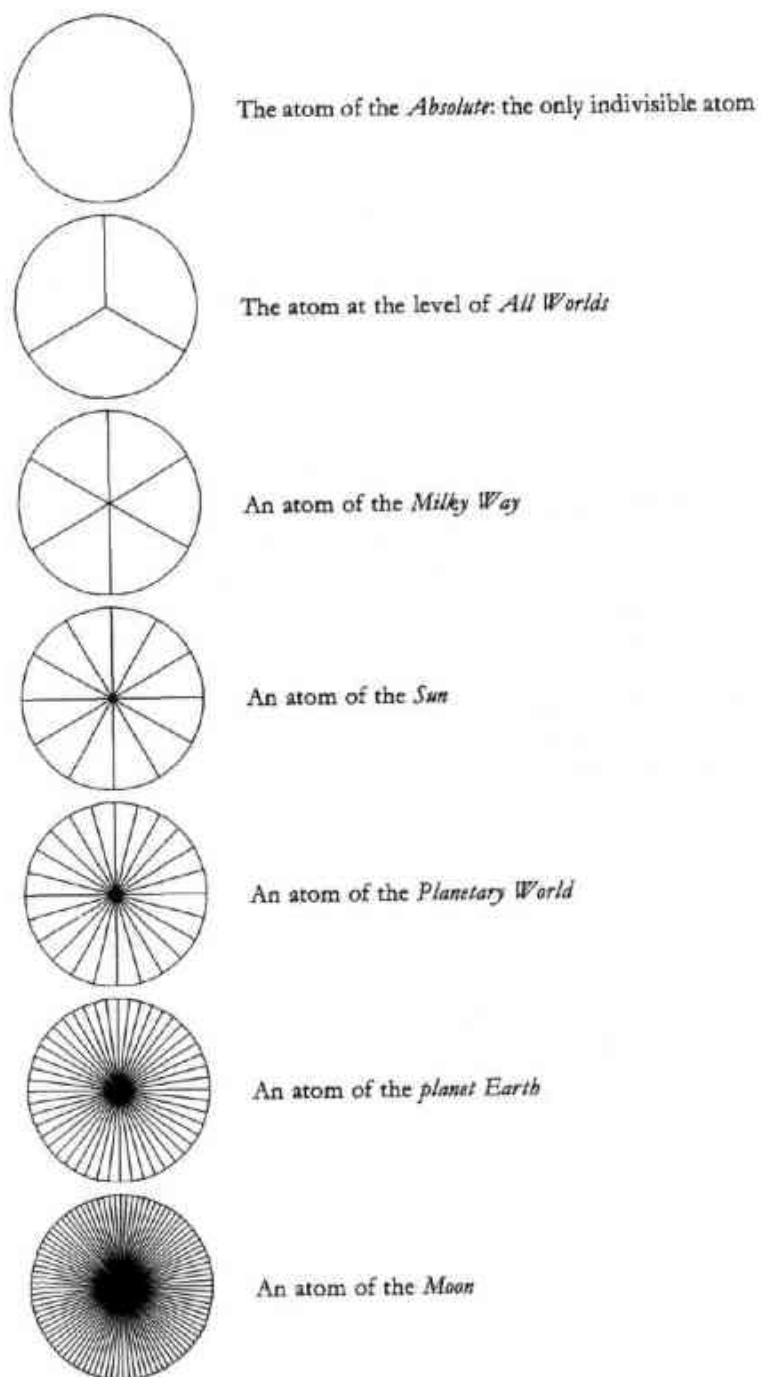 The atom of the Absolute: the only indivisible atom
The atom at the level of All Worlds
An atom of the Milky Way
An atom of the Sun
An atom of the Planetary World
An atom of the planet Earth
An atom of the Moon